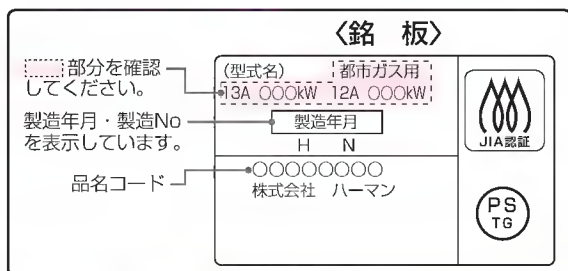 〈銘 板〉
部分を確認
してください。
(型式名) 都市ガス用
13A ○○○kW 12A ○○○kW
製造年月・製造No
を表示しています。
製造年月
H N
品名コード
○○○○○○○○
株式会社 ハーマン
JIA認証
PS
TG